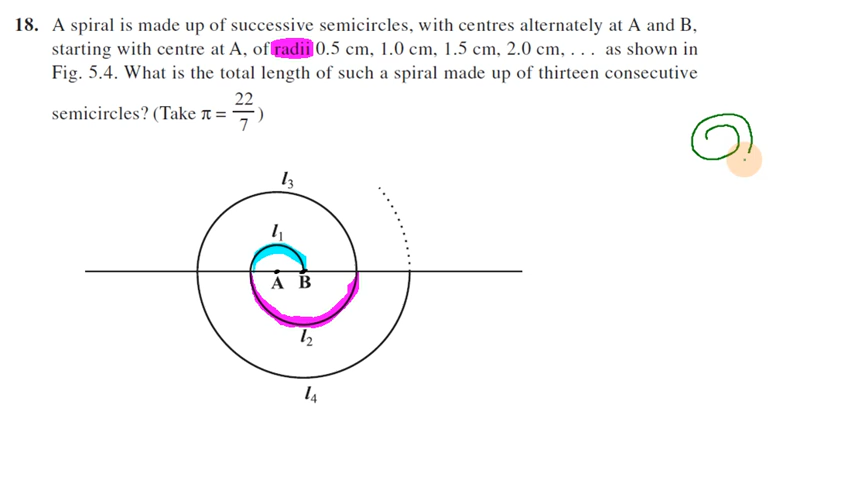 18. A spiral is made up of successive semicircles, with centres alternately at A and B,
starting with centre at A, of radii 0.5 cm, 1.0 cm, 1.5 cm, 2.0 cm, . . . as shown in
Fig. 5.4. What is the total length of such a spiral made up of thirteen consecutive
semicircles? (Take π = 22/7)
l₃
l₁
A B
l₂
l₄